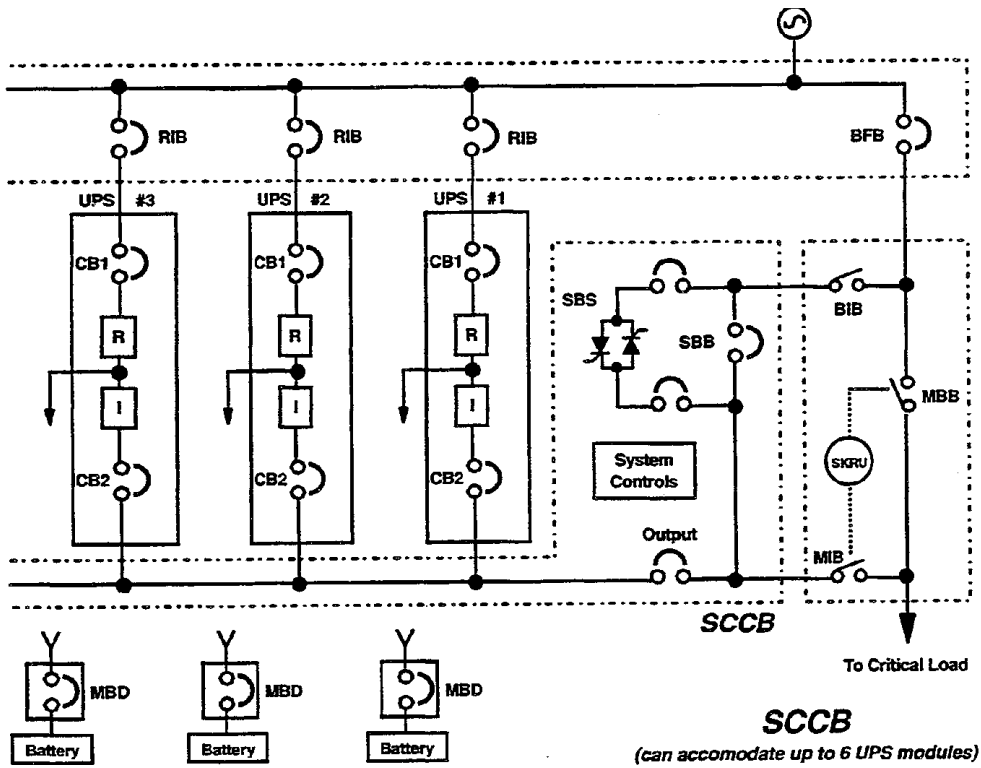 S
RIB
RIB
RIB
BFB
UPS #3
UPS #2
UPS #1
CB1
CB1
CB1
R
R
R
I
I
I
CB2
CB2
CB2
SBS
SBB
BIB
MBB
SKRU
System
Controls
Output
MIB
SCCB
To Critical Load
MBD
MBD
MBD
Battery
Battery
Battery
SCCB
(can accomodate up to 6 UPS modules)